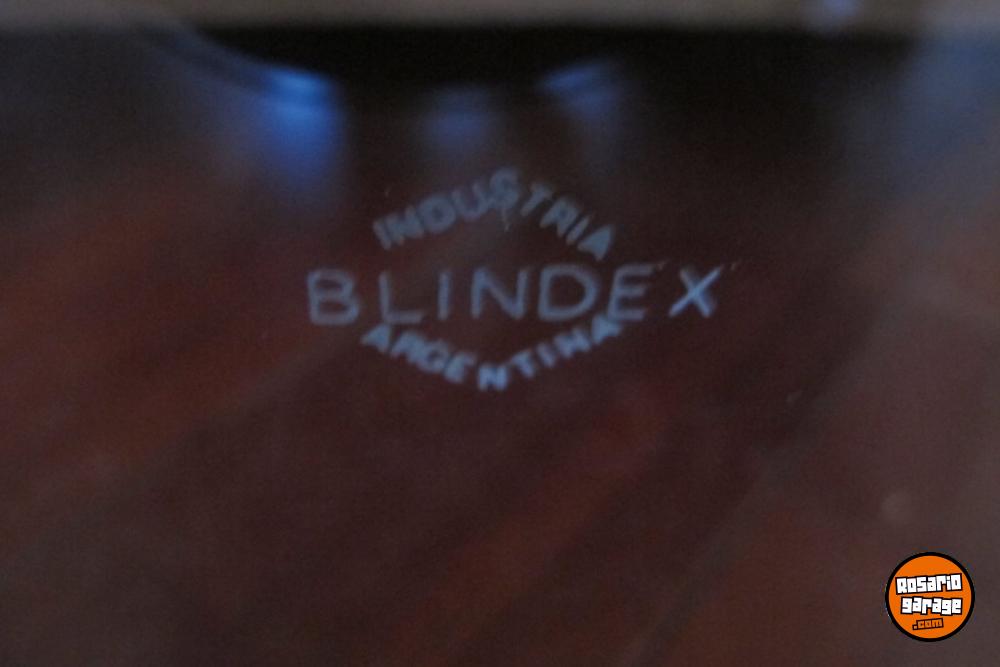 INDUSTRIA
BLINDEX
ARGENTINA
Rosario
garage
.com